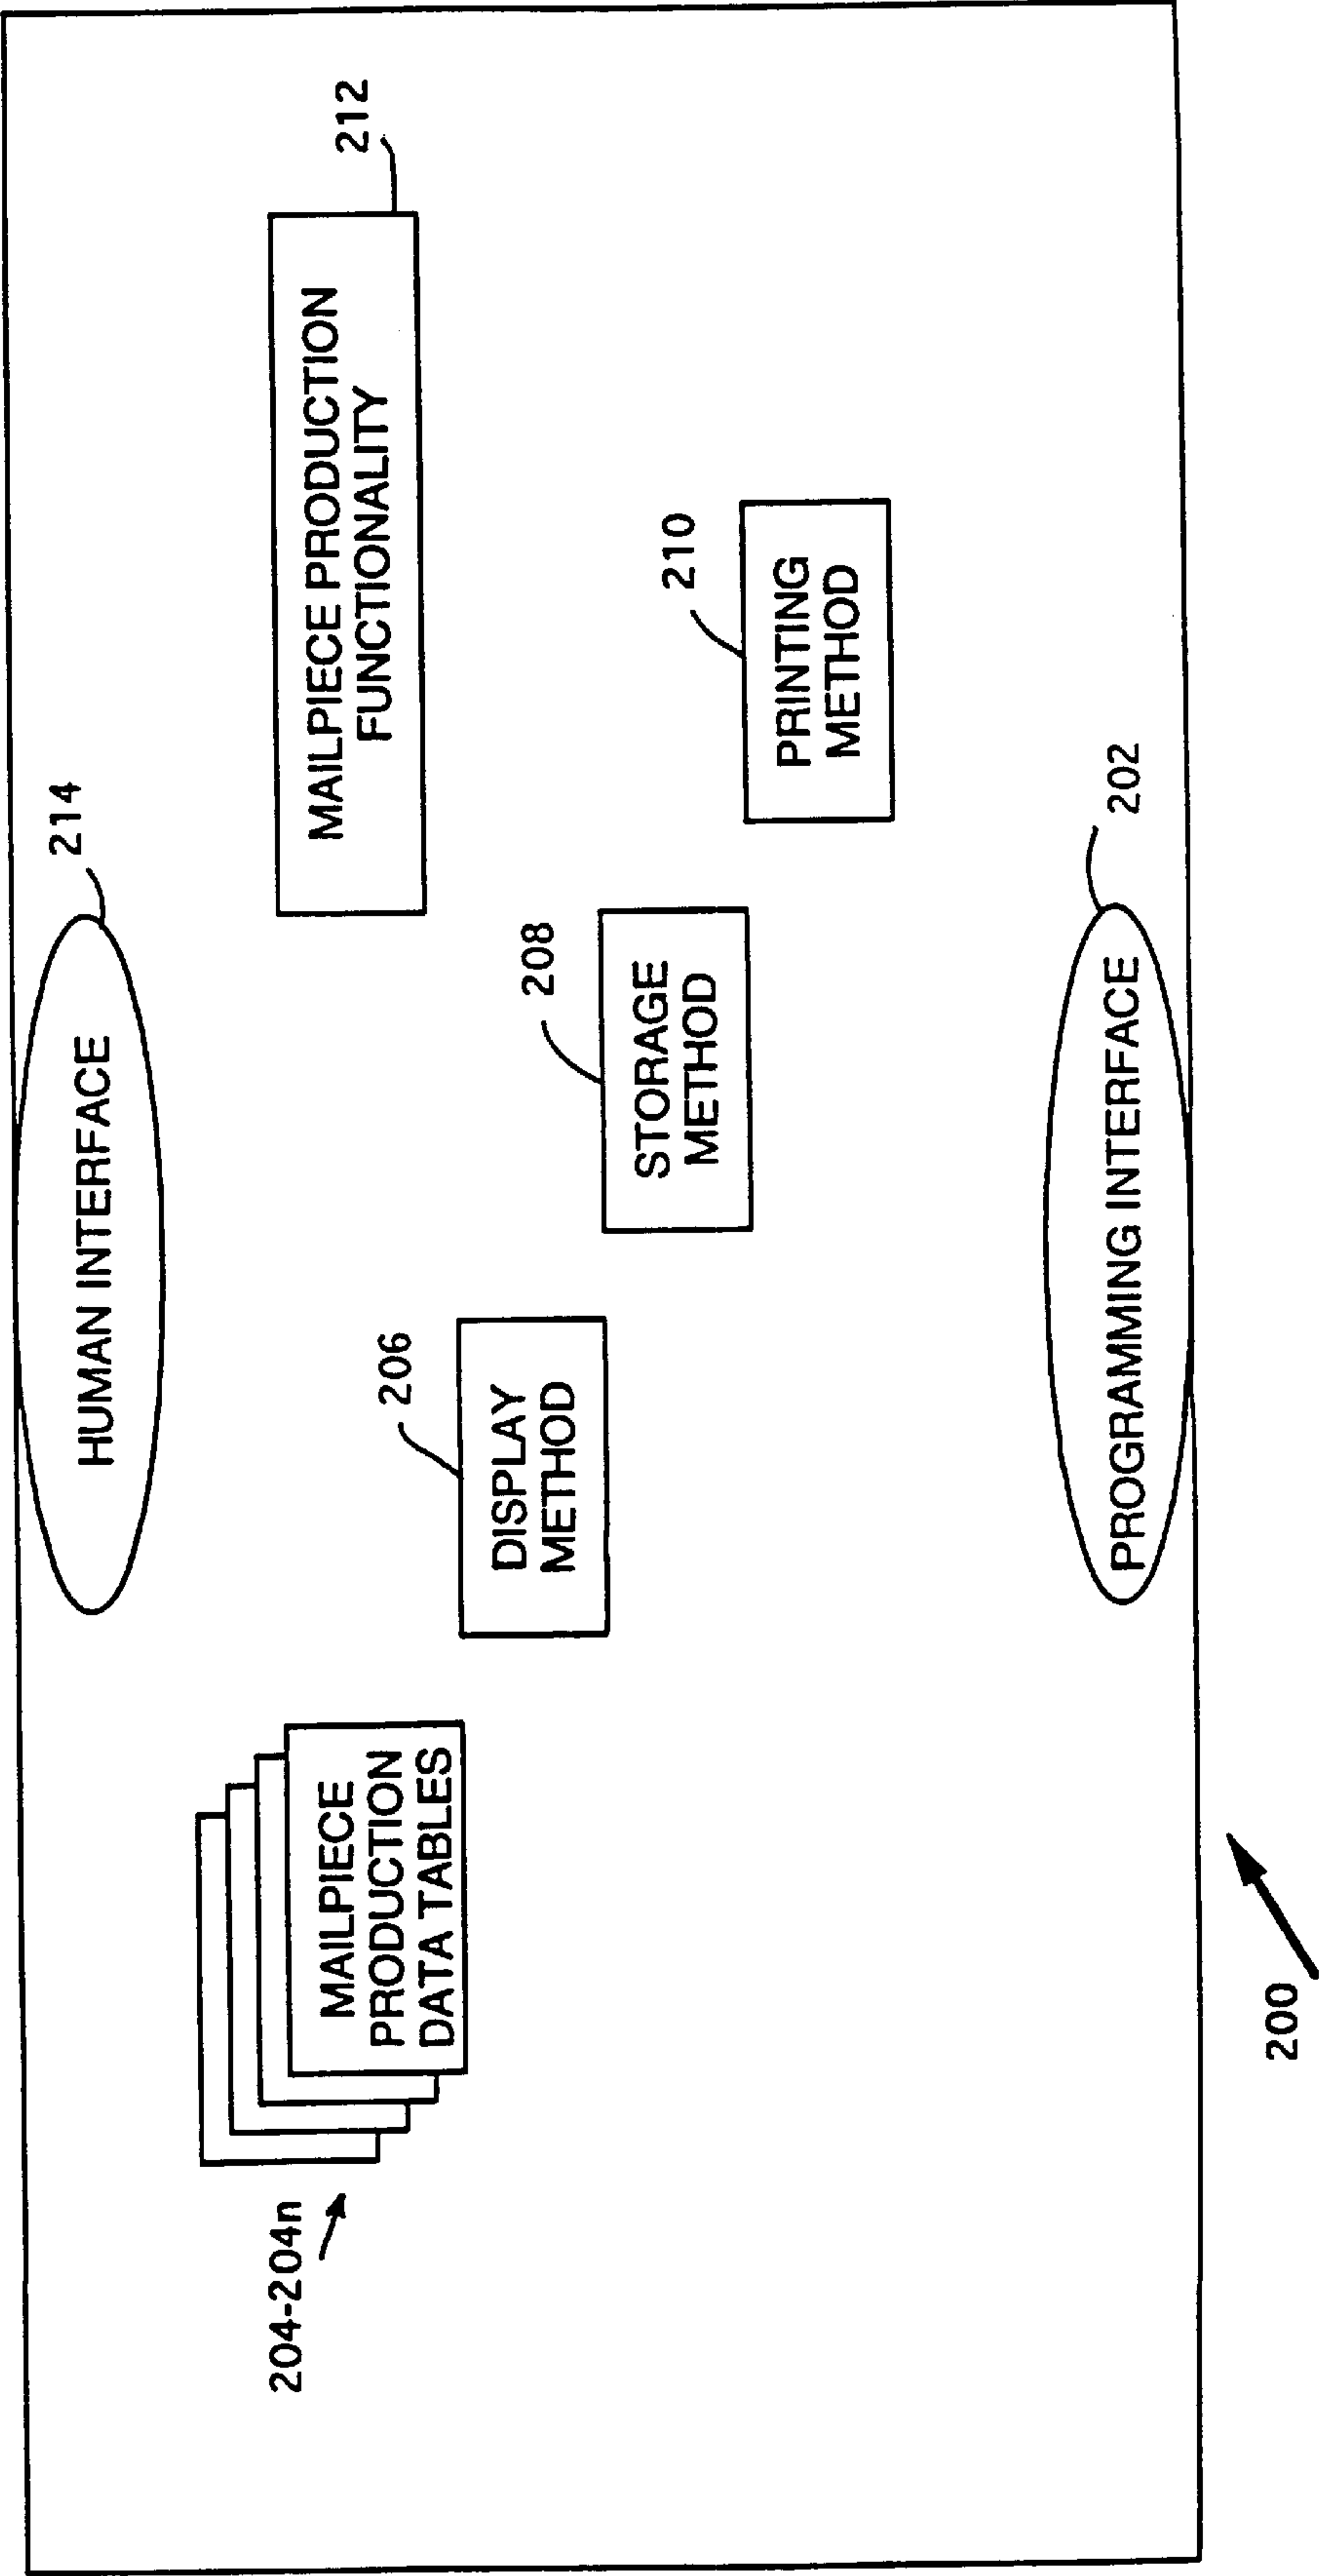 214
HUMAN INTERFACE
204-204n
MAILPIECE
PRODUCTION
DATA TABLES
212
MAILPIECE PRODUCTION
FUNCTIONALITY
206
DISPLAY
METHOD
208
STORAGE
METHOD
210
PRINTING
METHOD
202
PROGRAMMING INTERFACE
200